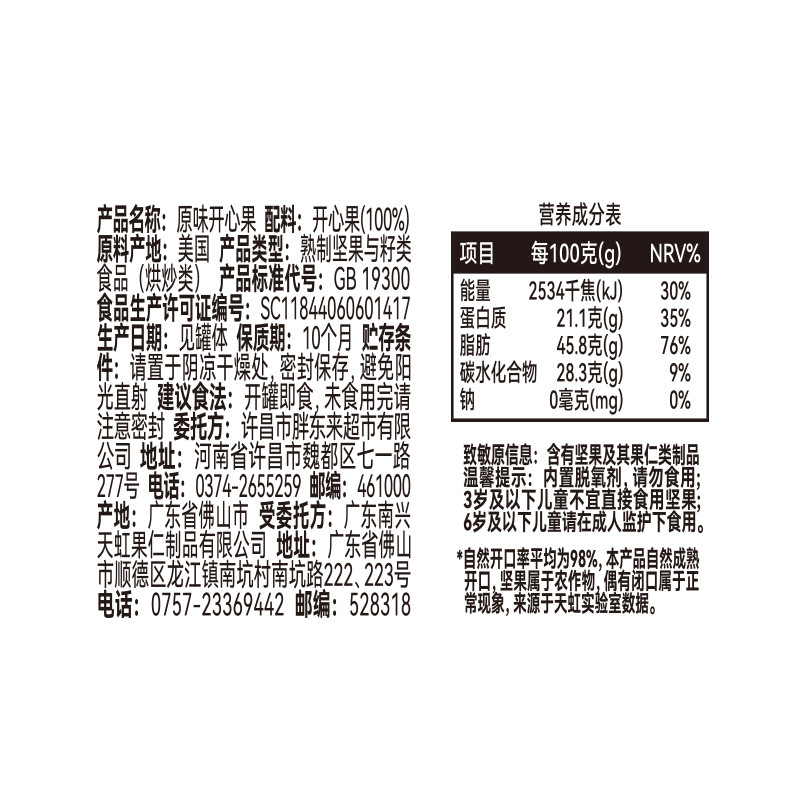 产品名称：原味开心果 配料：开心果(100%)
原料产地：美国 产品类型：熟制坚果与籽类
食品（烘炒类） 产品标准代号：GB 19300
食品生产许可证编号：SC11844060601417
生产日期：见罐体 保质期：10个月 贮存条
件：请置于阴凉干燥处, 密封保存, 避免阳
光直射 建议食法：开罐即食, 未食用完请
注意密封 委托方：许昌市胖东来超市有限
公司 地址：河南省许昌市魏都区七一路
277号 电话：0374-2655259 邮编：461000
产地：广东省佛山市 受委托方：广东南兴
天虹果仁制品有限公司 地址：广东省佛山
市顺德区龙江镇南坑村南坑路222、223号
电话：0757-23369442 邮编：528318
营养成分表
项目 每100克(g) NRV%
能量 2534千焦(kJ) 30%
蛋白质 21.1克(g) 35%
脂肪 45.8克(g) 76%
碳水化合物 28.3克(g) 9%
钠 0毫克(mg) 0%
致敏原信息：含有坚果及其果仁类制品
温馨提示：内置脱氧剂, 请勿食用；
3岁及以下儿童不宜直接食用坚果；
6岁及以下儿童请在成人监护下食用。
*自然开口率平均为98%, 本产品自然成熟
开口, 坚果属于农作物, 偶有闭口属于正
常现象, 来源于天虹实验室数据。